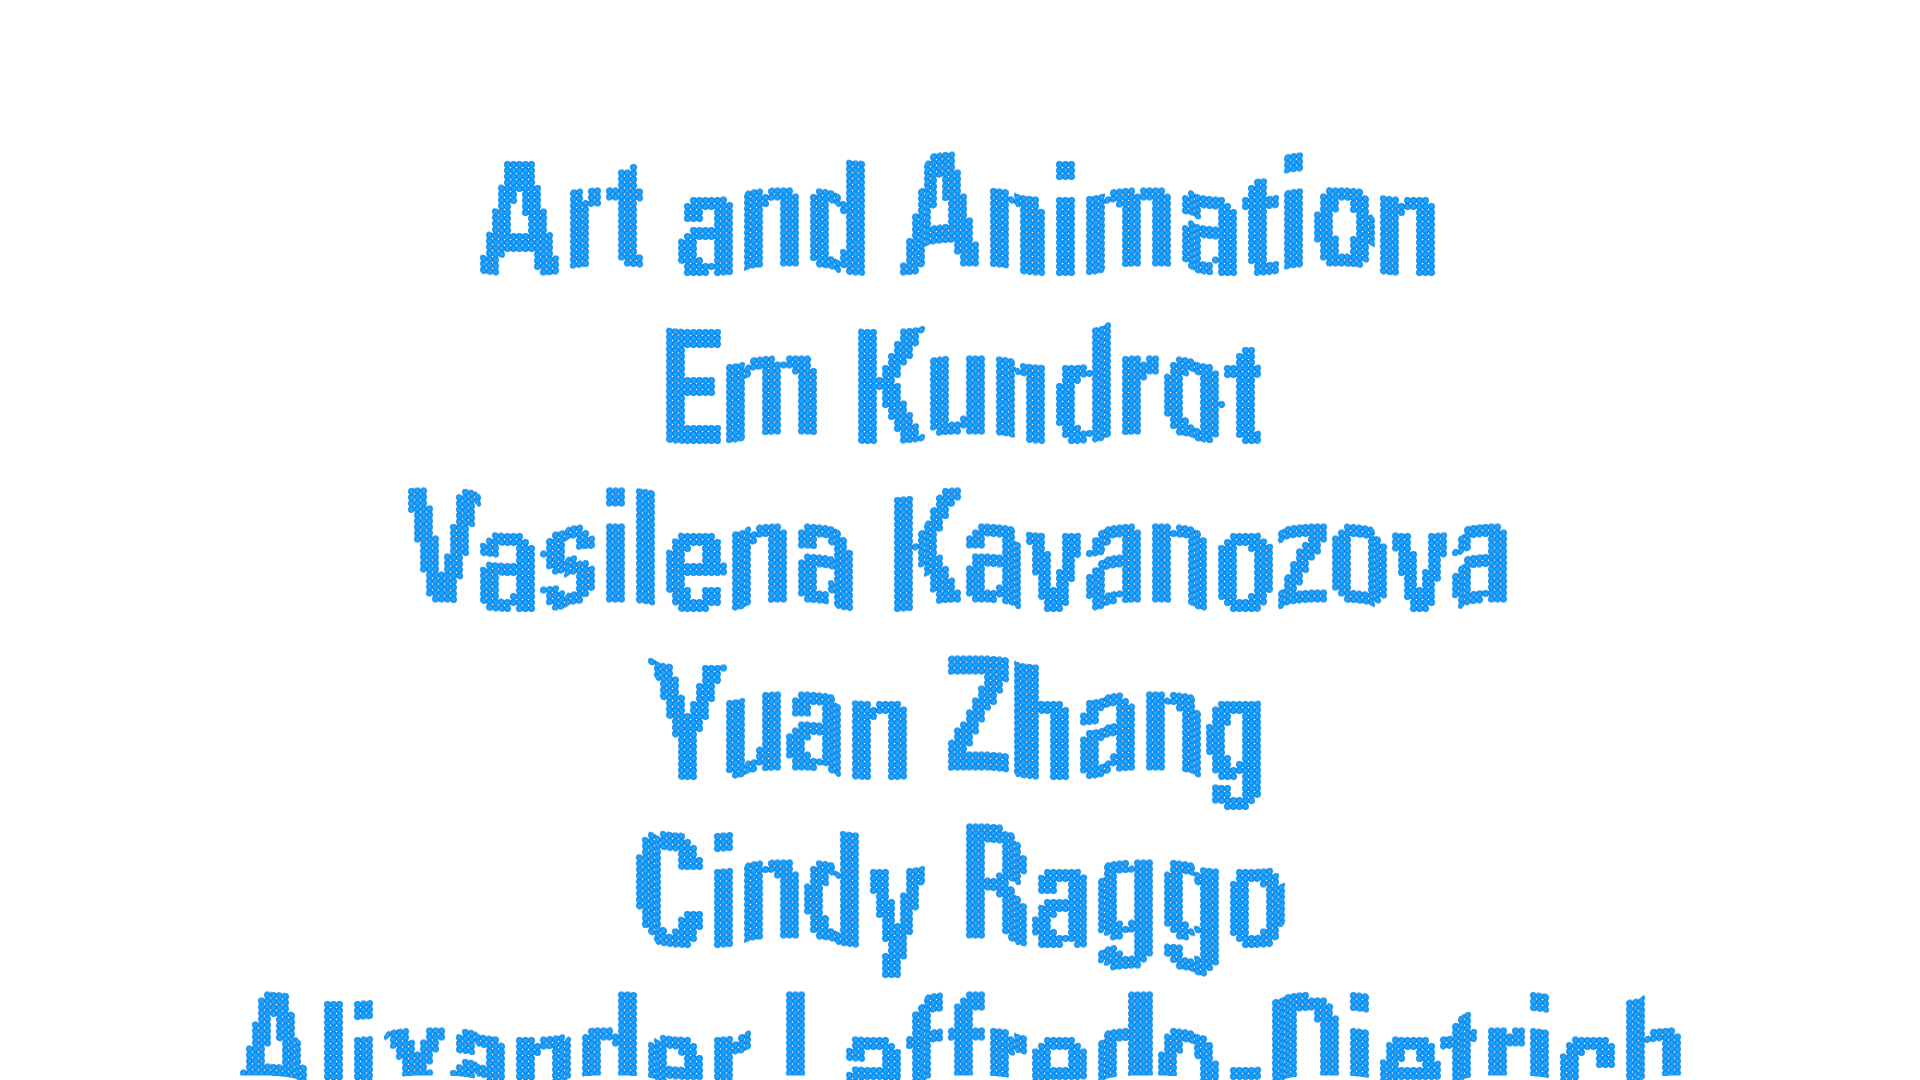 Art and Animation
Em Kundrot
Vasilena Kavanozova
Yuan Zhang
Cindy Raggo
Alixander Laffredo-Dietrich